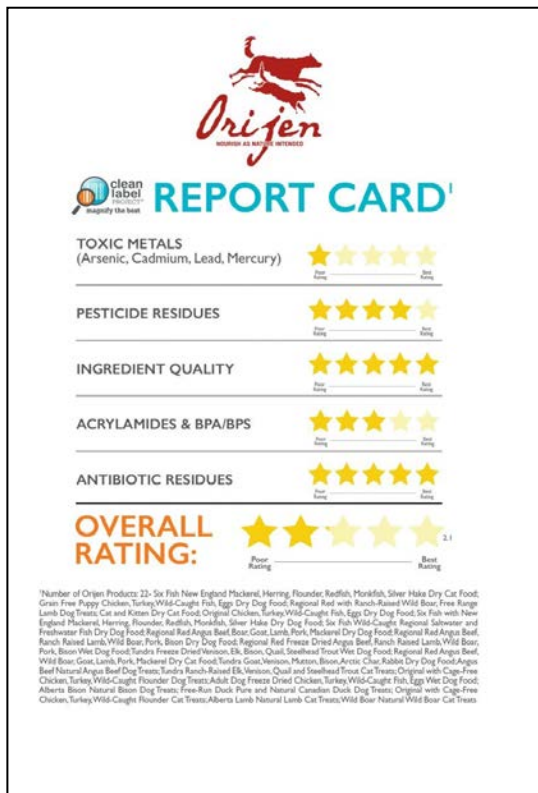 Orijen
NOURISH AS NATURE INTENDED
clean
label
PROJECT
magnify the best
REPORT CARD¹
TOXIC METALS
(Arsenic, Cadmium, Lead, Mercury)
Poor Rating Best Rating
PESTICIDE RESIDUES
Poor Rating Best Rating
INGREDIENT QUALITY
Poor Rating Best Rating
ACRYLAMIDES & BPA/BPS
Poor Rating Best Rating
ANTIBIOTIC RESIDUES
Poor Rating Best Rating
OVERALL
RATING:
2.1
Poor Rating Best Rating
¹Number of Orijen Products: 22- Six Fish New England Mackerel, Herring, Flounder, Redfish, Monkfish, Silver Hake Dry Cat Food;
Grain Free Puppy Chicken, Turkey, Wild-Caught Fish, Eggs Dry Dog Food; Regional Red with Ranch-Raised Wild Boar, Free Range
Lamb Dog Treats; Cat and Kitten Dry Cat Food; Original Chicken, Turkey, Wild-Caught Fish, Eggs Dry Dog Food; Six Fish with New
England Mackerel, Herring, Flounder, Redfish, Monkfish, Silver Hake Dog Food; Six Fish Wild-Caught Regional Saltwater and
Freshwater Fish Dry Dog Food; Regional Red Angus Beef, Boar, Goat, Lamb, Pork, Mackerel Dry Dog Food; Regional Red Angus Beef,
Ranch Raised Lamb, Wild Boar, Pork, Bison Dry Dog Food; Regional Red Freeze Dried Angus Beef, Ranch Raised Lamb, Wild Boar,
Pork, Bison Wet Dog Food; Tundra Freeze Dried Venison, Elk, Bison, Quail, Steelhead Trout Wet Dog Food; Regional Red Angus Beef,
Wild Boar, Goat, Lamb, Pork, Mackerel Dry Cat Food; Tundra Goat, Venison, Mutton, Bison, Arctic Char, Rabbit Dry Dog Food; Angus
Beef Natural Angus Beef Dog Treats; Tundra Ranch-Raised Elk, Venison, Quail and Steelhead Trout Cat Treats; Original with Cage-Free
Chicken, Turkey, Wild-Caught Flounder Dog Treats; Adult Dog Freeze Dried Chicken, Turkey, Wild-Caught Fish, Eggs Wet Dog Food;
Alberta Bison Natural Bison Dog Treats; Free-Run Duck Pure and Natural Canadian Duck Dog Treats; Original with Cage-Free
Chicken, Turkey, Wild-Caught Flounder Cat Treats; Alberta Lamb Natural Lamb Cat Treats; Wild Boar Natural Wild Boar Cat Treats